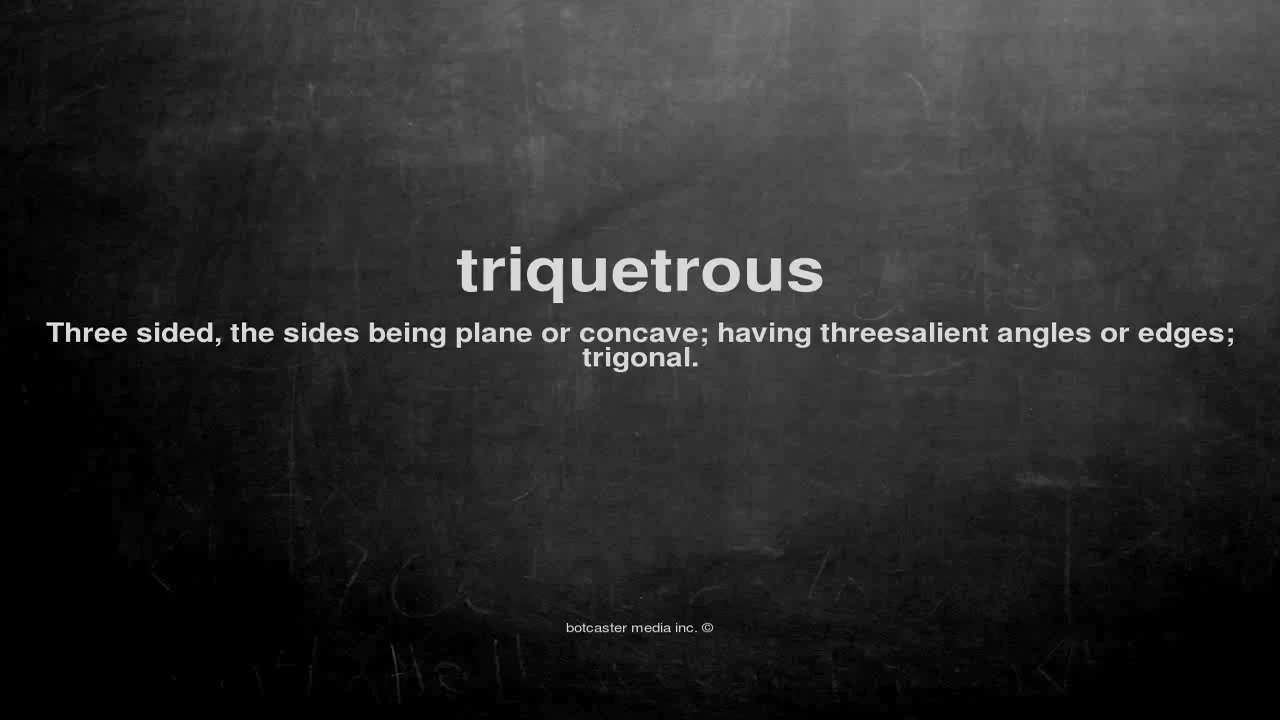 triquetrous
Three sided, the sides being plane or concave; having threesalient angles or edges;
trigonal.
botcaster media inc. ©